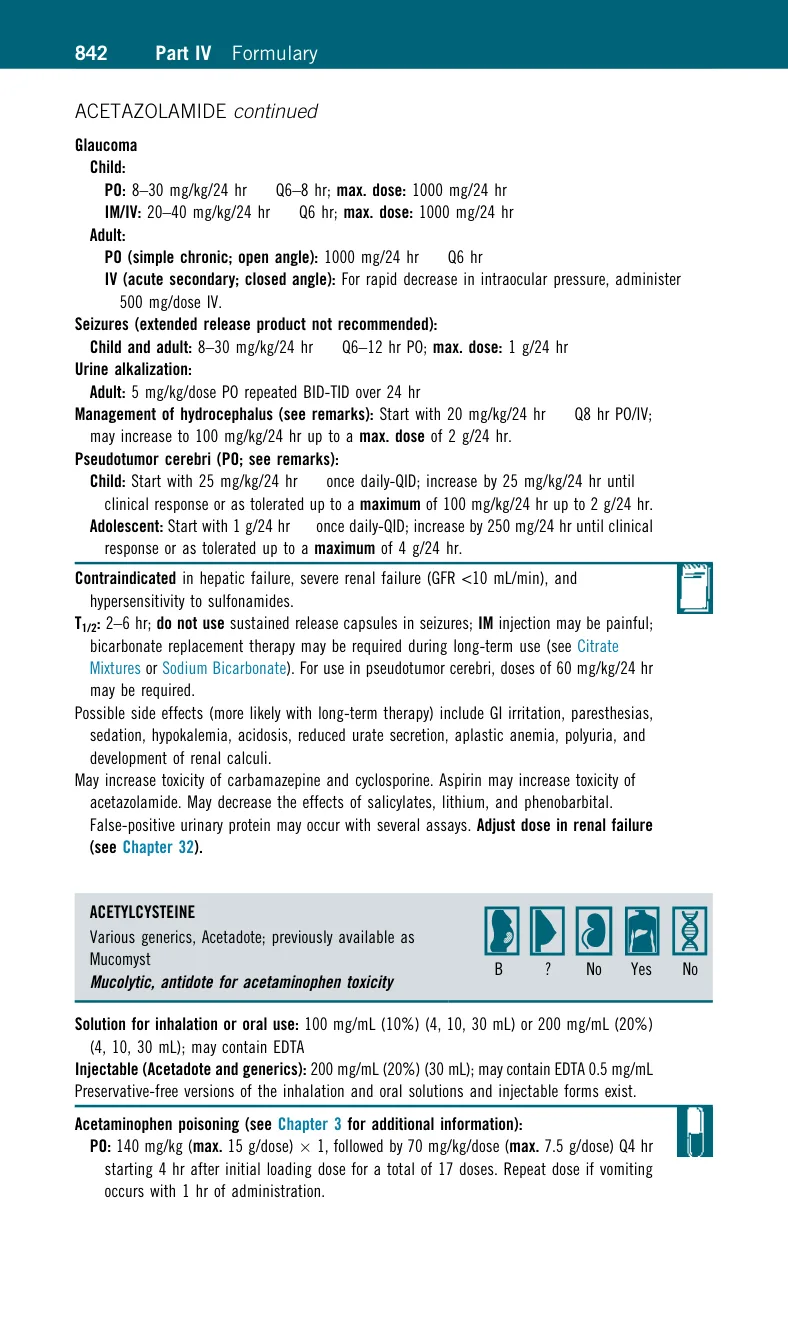 842 Part IV Formulary
ACETAZOLAMIDE continued
Glaucoma
Child:
PO: 8–30 mg/kg/24 hr Q6–8 hr; max. dose: 1000 mg/24 hr
IM/IV: 20–40 mg/kg/24 hr Q6 hr; max. dose: 1000 mg/24 hr
Adult:
PO (simple chronic; open angle): 1000 mg/24 hr Q6 hr
IV (acute secondary; closed angle): For rapid decrease in intraocular pressure, administer
500 mg/dose IV.
Seizures (extended release product not recommended):
Child and adult: 8–30 mg/kg/24 hr Q6–12 hr PO; max. dose: 1 g/24 hr
Urine alkalization:
Adult: 5 mg/kg/dose PO repeated BID-TID over 24 hr
Management of hydrocephalus (see remarks): Start with 20 mg/kg/24 hr Q8 hr PO/IV;
may increase to 100 mg/kg/24 hr up to a max. dose of 2 g/24 hr.
Pseudotumor cerebri (PO; see remarks):
Child: Start with 25 mg/kg/24 hr once daily-QID; increase by 25 mg/kg/24 hr until
clinical response or as tolerated up to a maximum of 100 mg/kg/24 hr up to 2 g/24 hr.
Adolescent: Start with 1 g/24 hr once daily-QID; increase by 250 mg/24 hr until clinical
response or as tolerated up to a maximum of 4 g/24 hr.
Contraindicated in hepatic failure, severe renal failure (GFR <10 mL/min), and
hypersensitivity to sulfonamides.
T1/2: 2–6 hr; do not use sustained release capsules in seizures; IM injection may be painful;
bicarbonate replacement therapy may be required during long-term use (see Citrate
Mixtures or Sodium Bicarbonate). For use in pseudotumor cerebri, doses of 60 mg/kg/24 hr
may be required.
Possible side effects (more likely with long-term therapy) include GI irritation, paresthesias,
sedation, hypokalemia, acidosis, reduced urate secretion, aplastic anemia, polyuria, and
development of renal calculi.
May increase toxicity of carbamazepine and cyclosporine. Aspirin may increase toxicity of
acetazolamide. May decrease the effects of salicylates, lithium, and phenobarbital.
False-positive urinary protein may occur with several assays. Adjust dose in renal failure
(see Chapter 32).
ACETYLCYSTEINE
Various generics, Acetadote; previously available as
Mucomyst
Mucolytic, antidote for acetaminophen toxicity
B ? No Yes No
Solution for inhalation or oral use: 100 mg/mL (10%) (4, 10, 30 mL) or 200 mg/mL (20%)
(4, 10, 30 mL); may contain EDTA
Injectable (Acetadote and generics): 200 mg/mL (20%) (30 mL); may contain EDTA 0.5 mg/mL
Preservative-free versions of the inhalation and oral solutions and injectable forms exist.
Acetaminophen poisoning (see Chapter 3 for additional information):
PO: 140 mg/kg (max. 15 g/dose) × 1, followed by 70 mg/kg/dose (max. 7.5 g/dose) Q4 hr
starting 4 hr after initial loading dose for a total of 17 doses. Repeat dose if vomiting
occurs with 1 hr of administration.